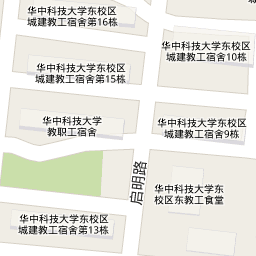 华中科技大学东校区
城建教工宿舍第16栋
华中科技大学东校区
城建教工宿舍10栋
华中科技大学东校区
城建教工宿舍第15栋
华中科技大学
教职工宿舍
华中科技大学东校区
城建教工宿舍9栋
启明路
华中科技大学东
校区东教工食堂
华中科技大学东校区
城建教工宿舍第13栋